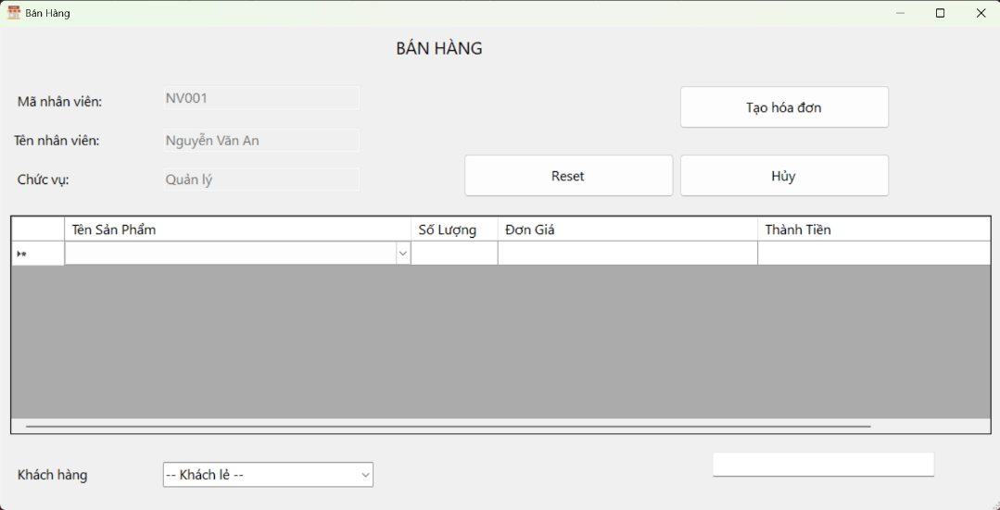 Bán Hàng
BÁN HÀNG
Mã nhân viên: NV001
Tạo hóa đơn
Tên nhân viên: Nguyễn Văn An
Chức vụ: Quản lý
Reset Hủy
Tên Sản Phẩm Số Lượng Đơn Giá Thành Tiền
Khách hàng -- Khách lẻ --